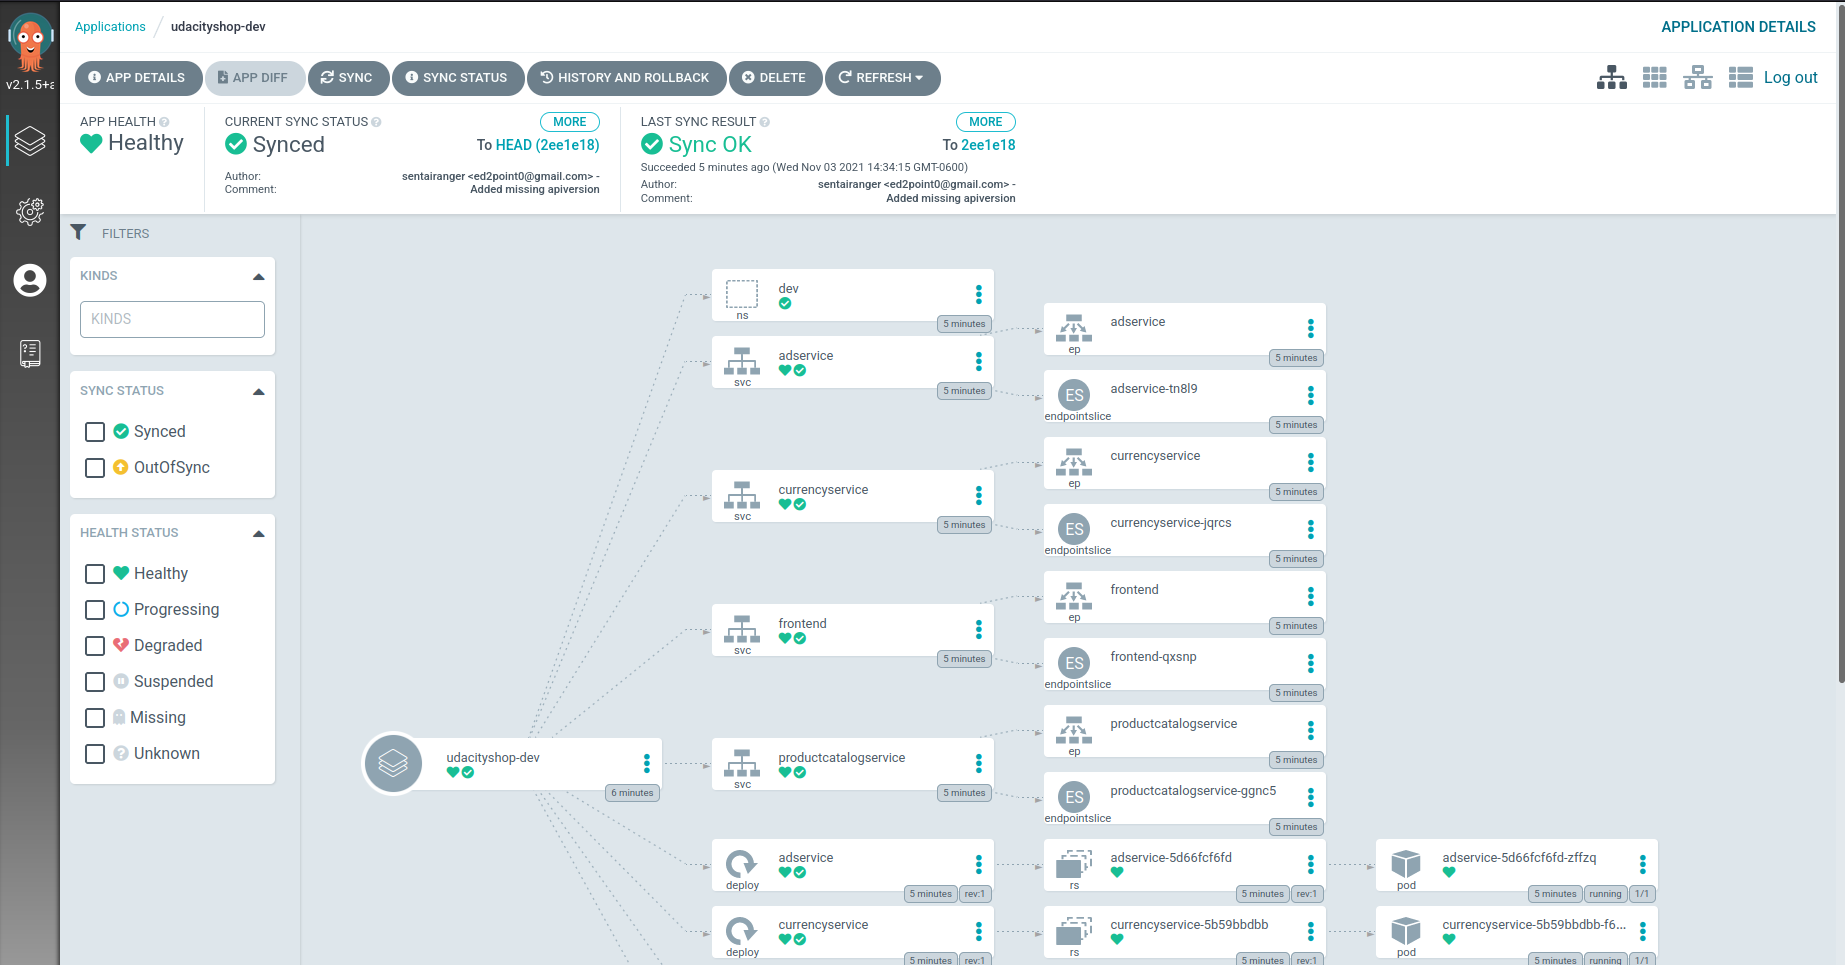 Applications / udacityshop-dev
APPLICATION DETAILS
v2.1.5+a
APP DETAILS
APP DIFF
SYNC
SYNC STATUS
HISTORY AND ROLLBACK
DELETE
REFRESH
Log out
APP HEALTH
Healthy
CURRENT SYNC STATUS
MORE
Synced
To HEAD (2ee1e18)
Author: sentairanger <ed2point0@gmail.com> -
Comment: Added missing apiversion
LAST SYNC RESULT
MORE
Sync OK
To 2ee1e18
Succeeded 5 minutes ago (Wed Nov 03 2021 14:34:15 GMT-0600)
Author: sentairanger <ed2point0@gmail.com> -
Comment: Added missing apiversion
FILTERS
KINDS
KINDS
SYNC STATUS
Synced
OutOfSync
HEALTH STATUS
Healthy
Progressing
Degraded
Suspended
Missing
Unknown
udacityshop-dev
6 minutes
dev
ns
5 minutes
adservice
svc
5 minutes
adservice
ep
5 minutes
ES
adservice-tn8l9
endpointslice
5 minutes
currencyservice
svc
5 minutes
currencyservice
ep
5 minutes
ES
currencyservice-jqrcs
endpointslice
5 minutes
frontend
svc
5 minutes
frontend
ep
5 minutes
ES
frontend-qxsnp
endpointslice
5 minutes
productcatalogservice
svc
5 minutes
productcatalogservice
ep
5 minutes
ES
productcatalogservice-ggnc5
endpointslice
5 minutes
adservice
deploy
5 minutes rev:1
adservice-5d66fcf6fd
rs
5 minutes rev:1
adservice-5d66fcf6fd-zffzq
pod
5 minutes running 1/1
currencyservice
deploy
5 minutes rev:1
currencyservice-5b59bbdbb
rs
5 minutes rev:1
currencyservice-5b59bbdbb-f6...
pod
5 minutes running 1/1